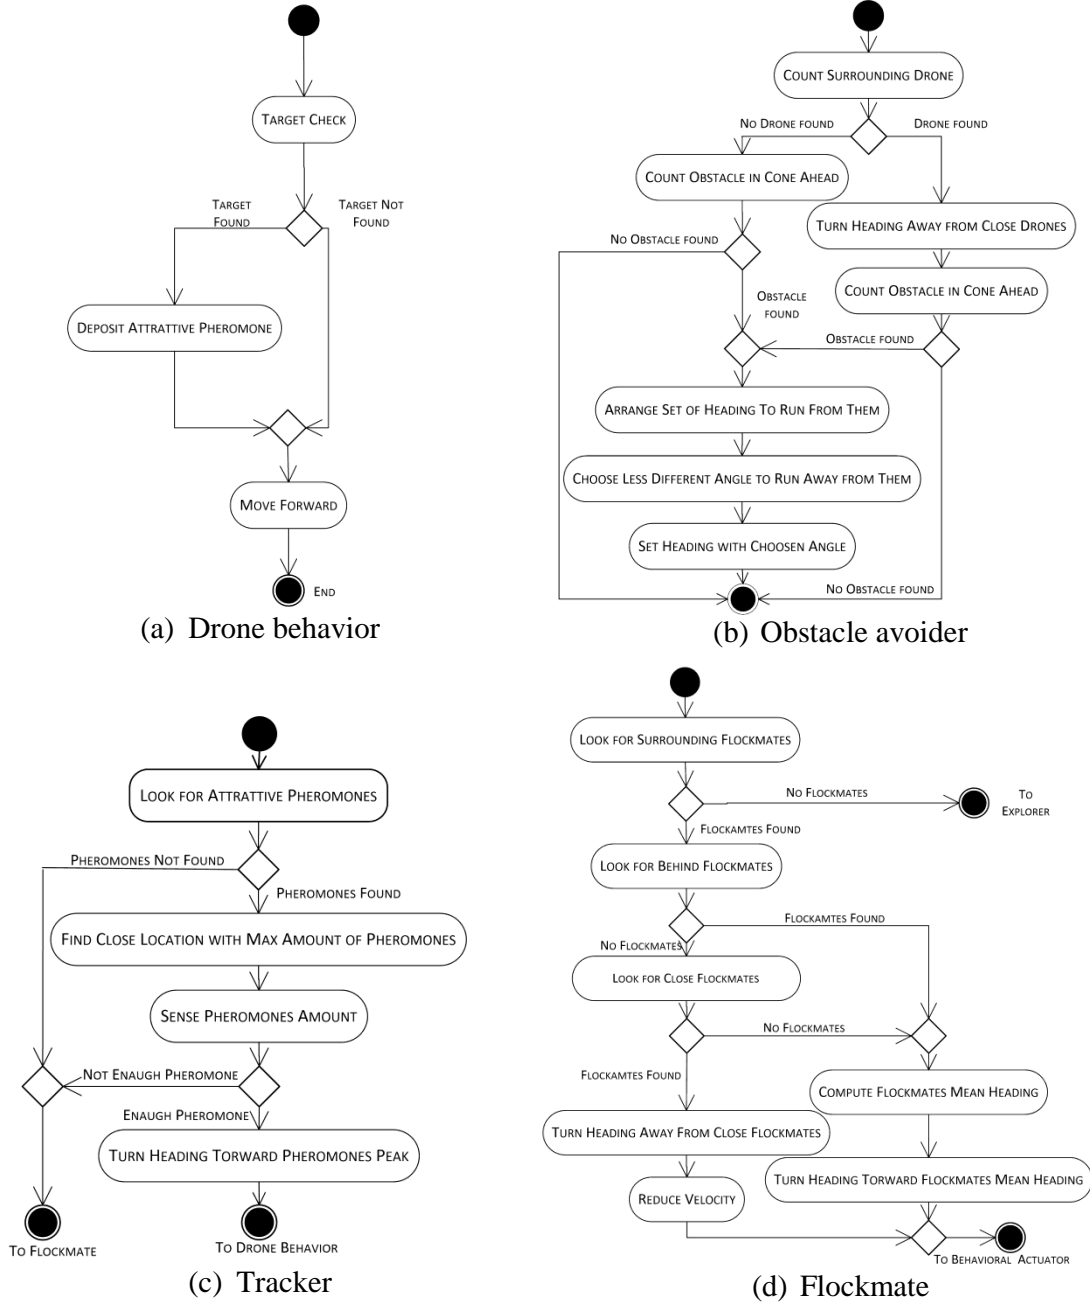 Target Check
Target
Found
Target Not
Found
Deposit Attrattive Pheromone
Move Forward
End
(a) Drone behavior
Count Surrounding Drone
No Drone found
Drone found
Count Obstacle in Cone Ahead
Turn Heading Away from Close Drones
No Obstacle found
Count Obstacle in Cone Ahead
Obstacle
found
Obstacle found
Arrange Set of Heading To Run From Them
Choose Less Different Angle to Run Away from Them
Set Heading with Choosen Angle
No Obstacle found
(b) Obstacle avoider
Look for Attrattive Pheromones
Pheromones Not Found
Pheromones Found
Find Close Location with Max Amount of Pheromones
Sense Pheromones Amount
Not Enaugh Pheromone
Enaugh Pheromone
Turn Heading Torward Pheromones Peak
To Flockmate
To Drone Behavior
(c) Tracker
Look for Surrounding Flockmates
No Flockmates
To
Explorer
Flockamtes Found
Look for Behind Flockmates
Flockamtes Found
No Flockmates
Look for Close Flockmates
No Flockmates
Flockamtes Found
Compute Flockmates Mean Heading
Turn Heading Away From Close Flockmates
Turn Heading Torward Flockmates Mean Heading
Reduce Velocity
To Behavioral Actuator
(d) Flockmate